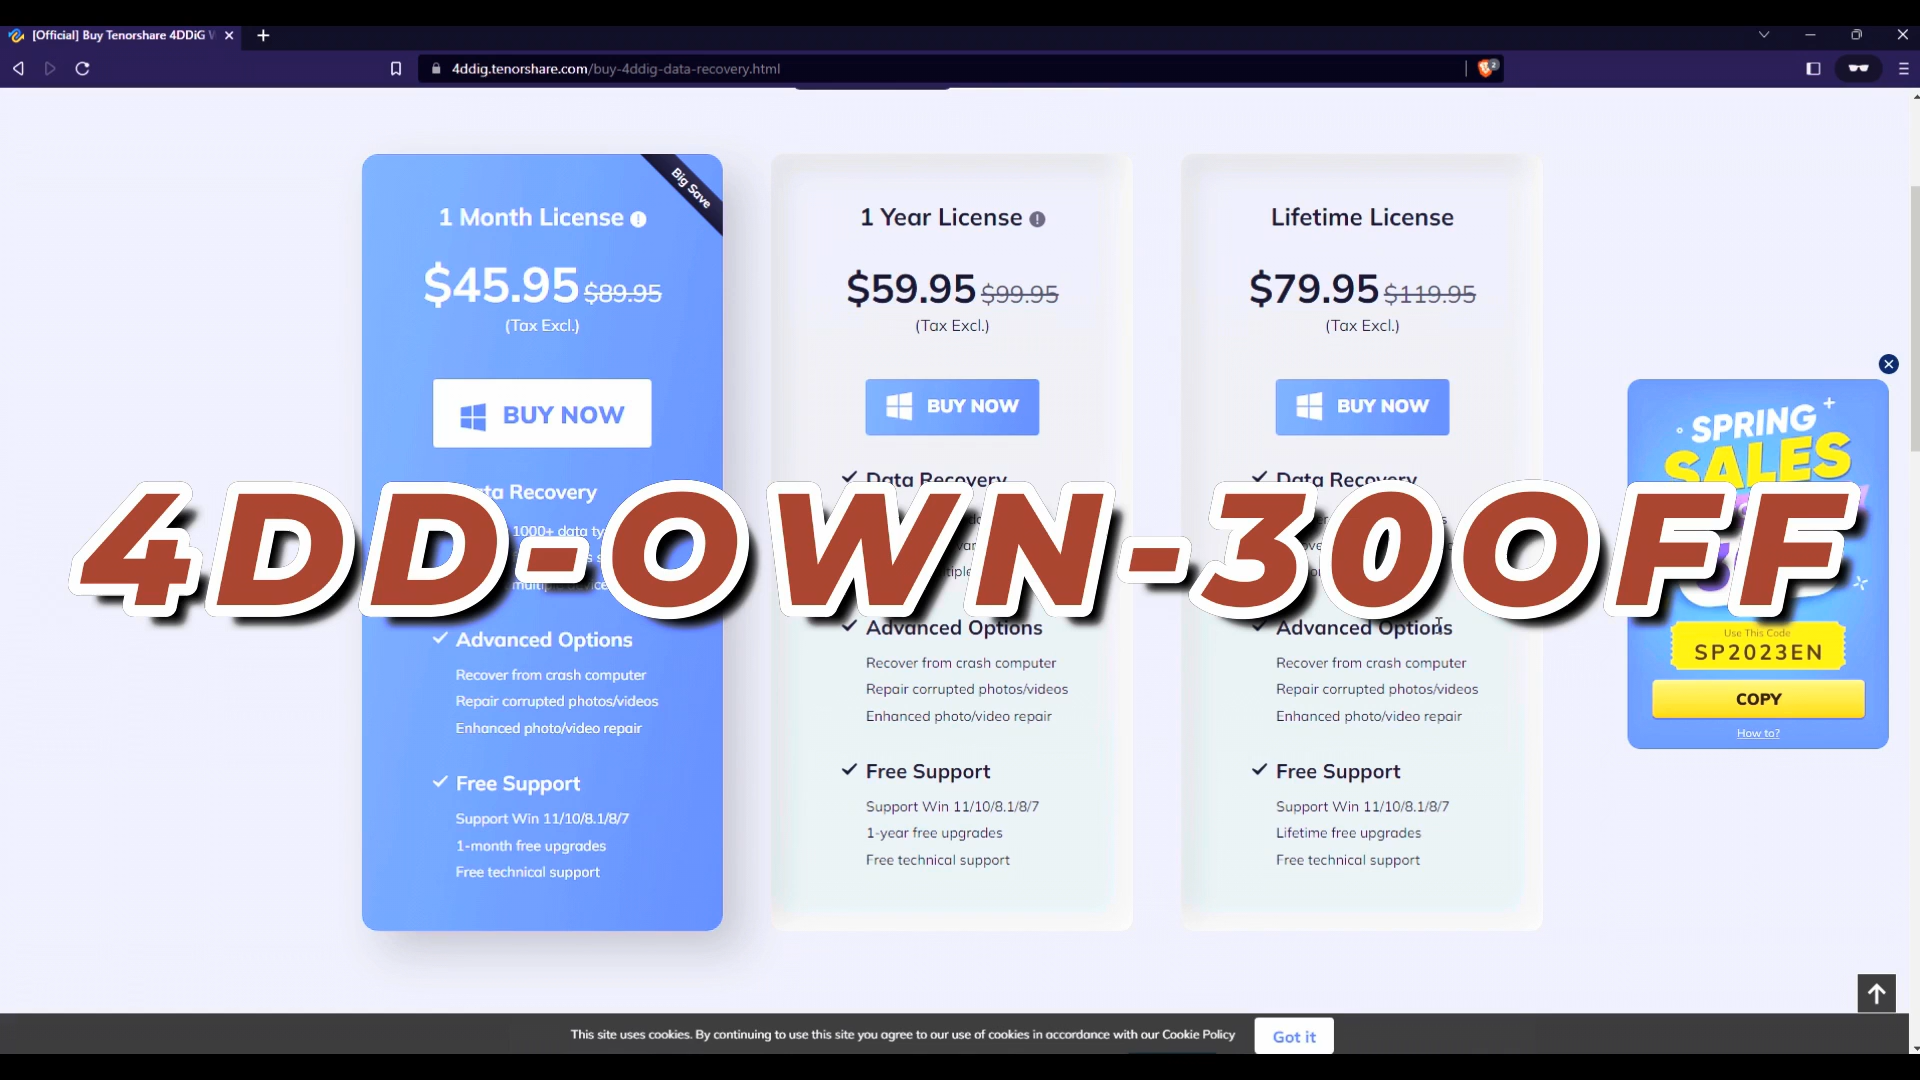 [Official] Buy Tenorshare 4DDiG
4ddig.tenorshare.com/buy-4ddig-data-recovery.html
2
Big Save
1 Month License
$45.95 $89.95
(Tax Excl.)
BUY NOW
Data Recovery
1000+ data
Advanced Options
Recover from crash computer
Repair corrupted photos/videos
Enhanced photo/video repair
Free Support
Support Win 11/10/8.1/8/7
1-month free upgrades
Free technical support
1 Year License
$59.95 $99.95
(Tax Excl.)
BUY NOW
Data Recovery
Advanced Options
Recover from crash computer
Repair corrupted photos/videos
Enhanced photo/video repair
Free Support
Support Win 11/10/8.1/8/7
1-year free upgrades
Free technical support
Lifetime License
$79.95 $119.95
(Tax Excl.)
BUY NOW
Data Recovery
Advanced Options
Recover from crash computer
Repair corrupted photos/videos
Enhanced photo/video repair
Free Support
Support Win 11/10/8.1/8/7
Lifetime free upgrades
Free technical support
4DD-OWN-30OFF
SPRING
SALES
Use This Code
SP2023EN
COPY
How to?
This site uses cookies. By continuing to use this site you agree to our use of cookies in accordance with our Cookie Policy
Got it